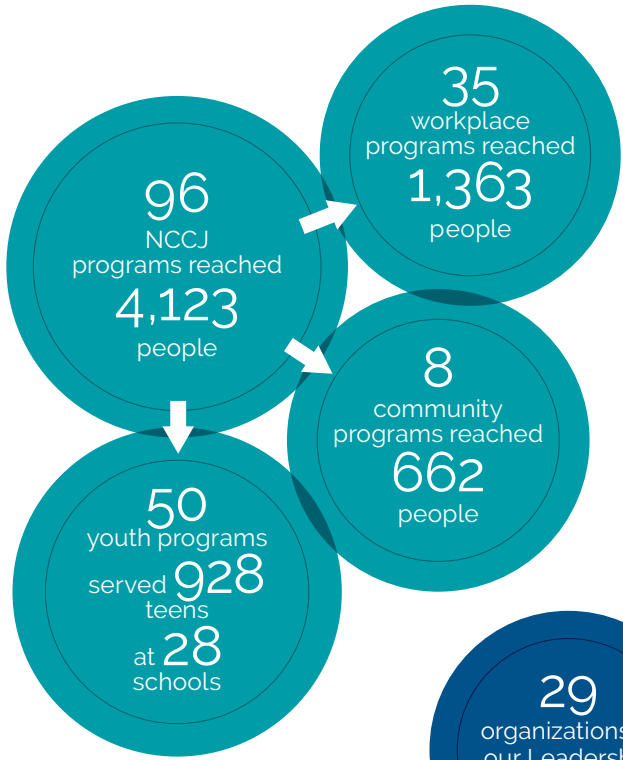 96
NCCJ
programs reached
4,123
people
35
workplace
programs reached
1,363
people
8
community
programs reached
662
people
50
youth programs
served 928
teens
at 28
schools
29
organizations
our